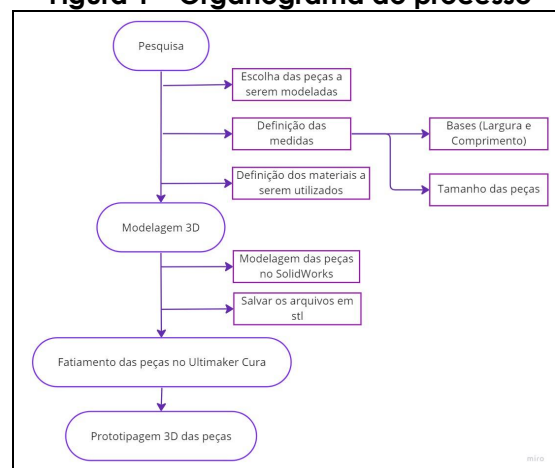 Figura 1 – Organograma do processo
Pesquisa
Escolha das peças a
serem modeladas
Definição das
medidas
Bases (Largura e
Comprimento)
Definição dos materiais a
serem utilizados
Tamanho das peças
Modelagem 3D
Modelagem das peças
no SolidWorks
Salvar os arquivos em
stl
Fatiamento das peças no Ultimaker Cura
Prototipagem 3D das peças
miro